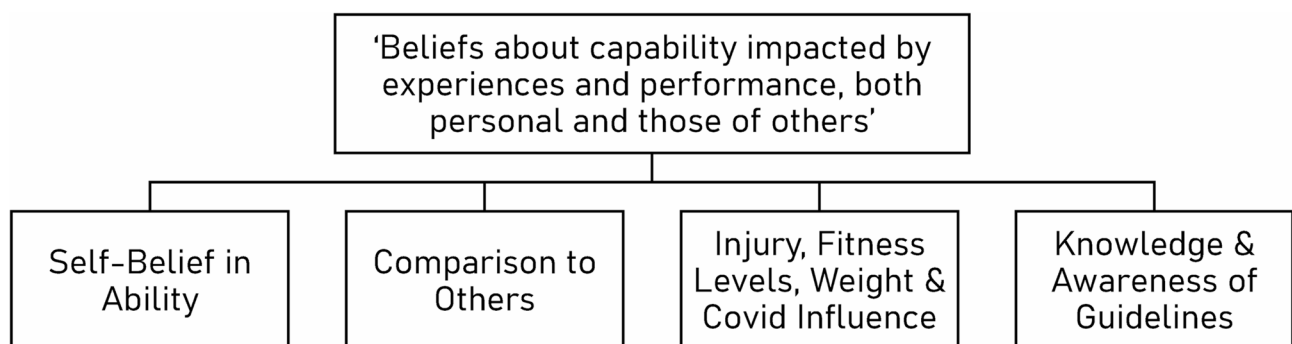 ‘Beliefs about capability impacted by
experiences and performance, both
personal and those of others’
Self-Belief in
Ability
Comparison to
Others
Injury, Fitness
Levels, Weight &
Covid Influence
Knowledge &
Awareness of
Guidelines